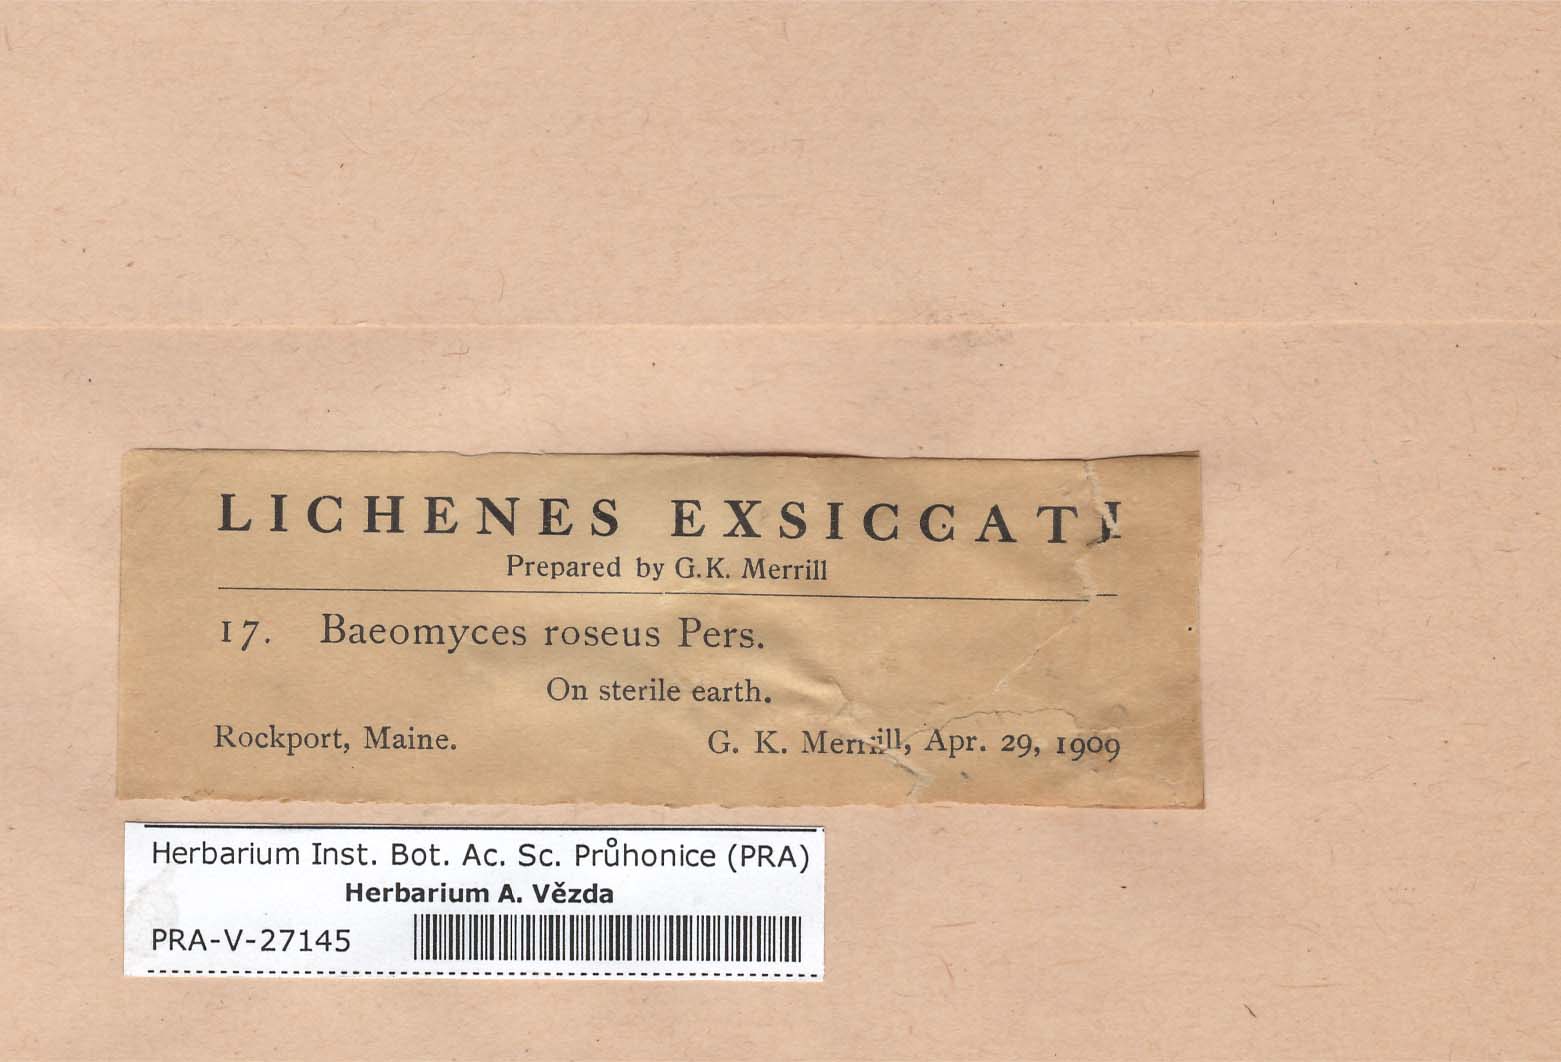 LICHENES EXSICCATI
Prepared by G.K. Merrill
17. Baeomyces roseus Pers.
On sterile earth.
Rockport, Maine. G. K. Merrill, Apr. 29, 1909
Herbarium Inst. Bot. Ac. Sc. Průhonice (PRA)
Herbarium A. Vězda
PRA-V-27145